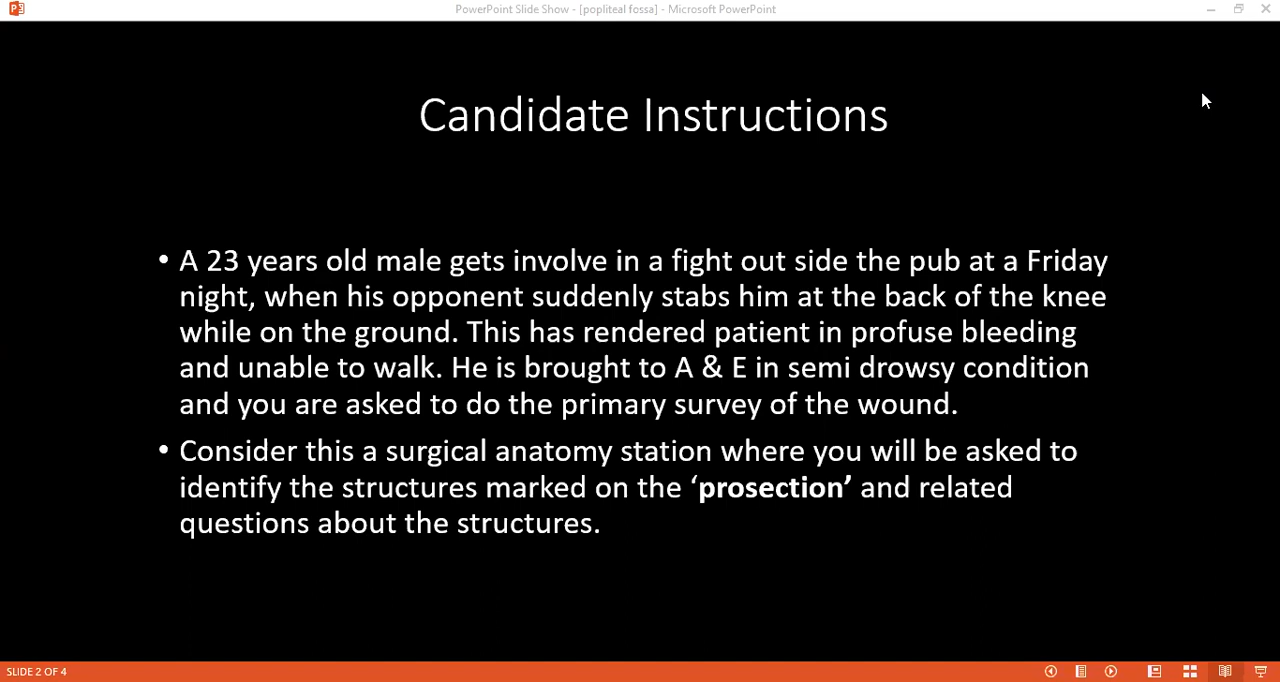 PowerPoint Slide Show - [popliteal fossa] - Microsoft PowerPoint
Candidate Instructions
• A 23 years old male gets involve in a fight out side the pub at a Friday
night, when his opponent suddenly stabs him at the back of the knee
while on the ground. This has rendered patient in profuse bleeding
and unable to walk. He is brought to A & E in semi drowsy condition
and you are asked to do the primary survey of the wound.
• Consider this a surgical anatomy station where you will be asked to
identify the structures marked on the ‘prosection’ and related
questions about the structures.
SLIDE 2 OF 4